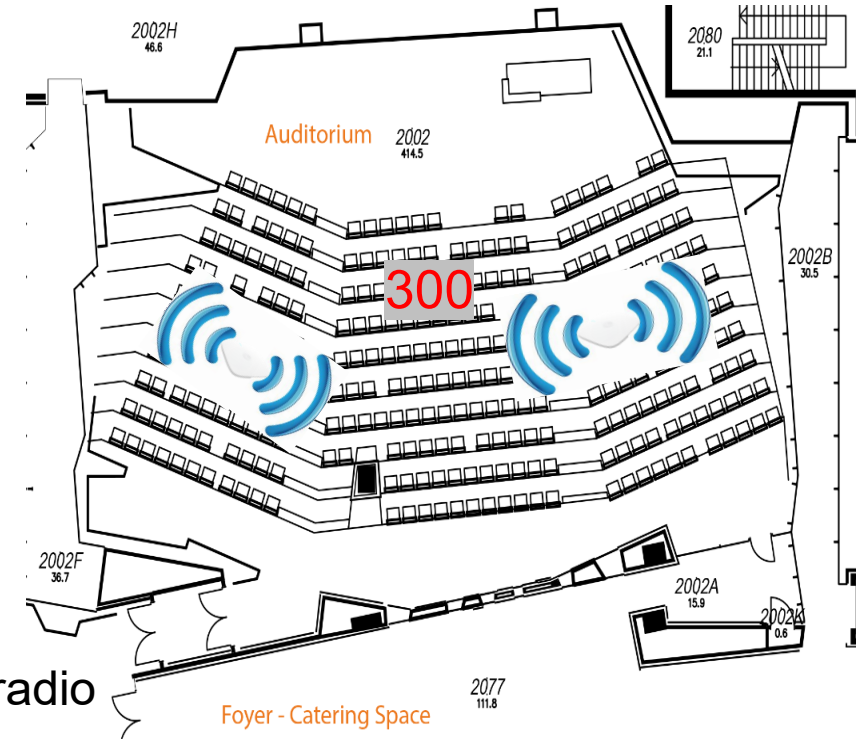 2002H
46.6
2080
21.1
Auditorium 2002
414.5
2002B
30.5
300
2002F
36.7
2002A
15.9
2002K
0.6
radio
2077
111.8
Foyer - Catering Space